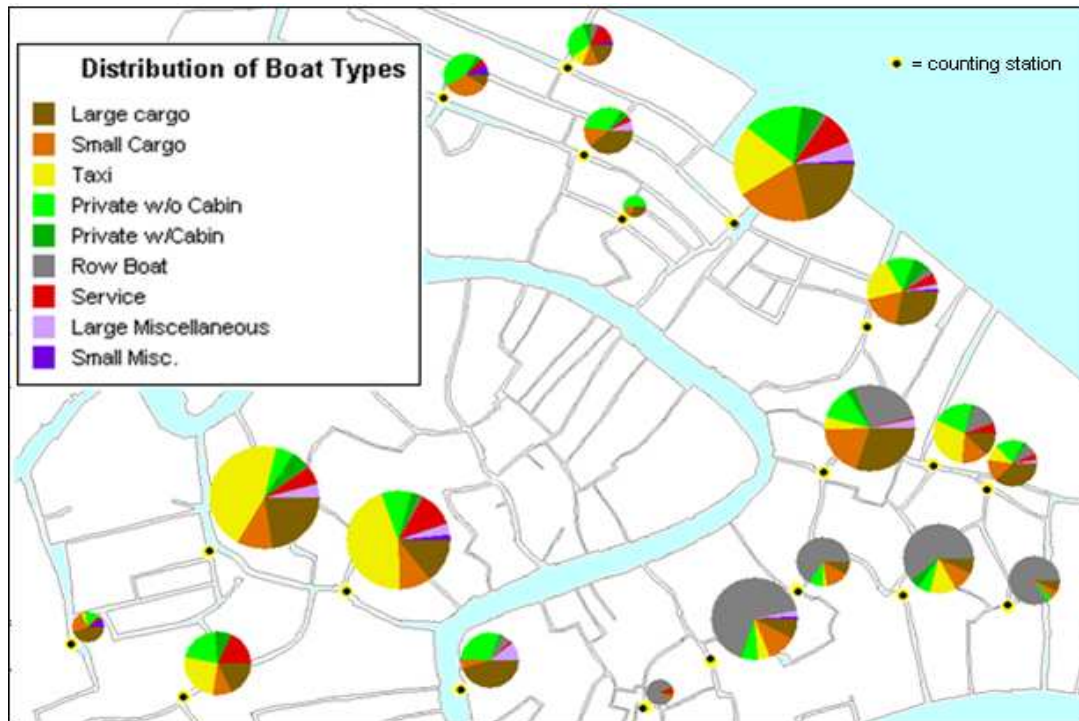 Distribution of Boat Types
Large cargo
Small Cargo
Taxi
Private w/o Cabin
Private w/Cabin
Row Boat
Service
Large Miscellaneous
Small Misc.
= counting station